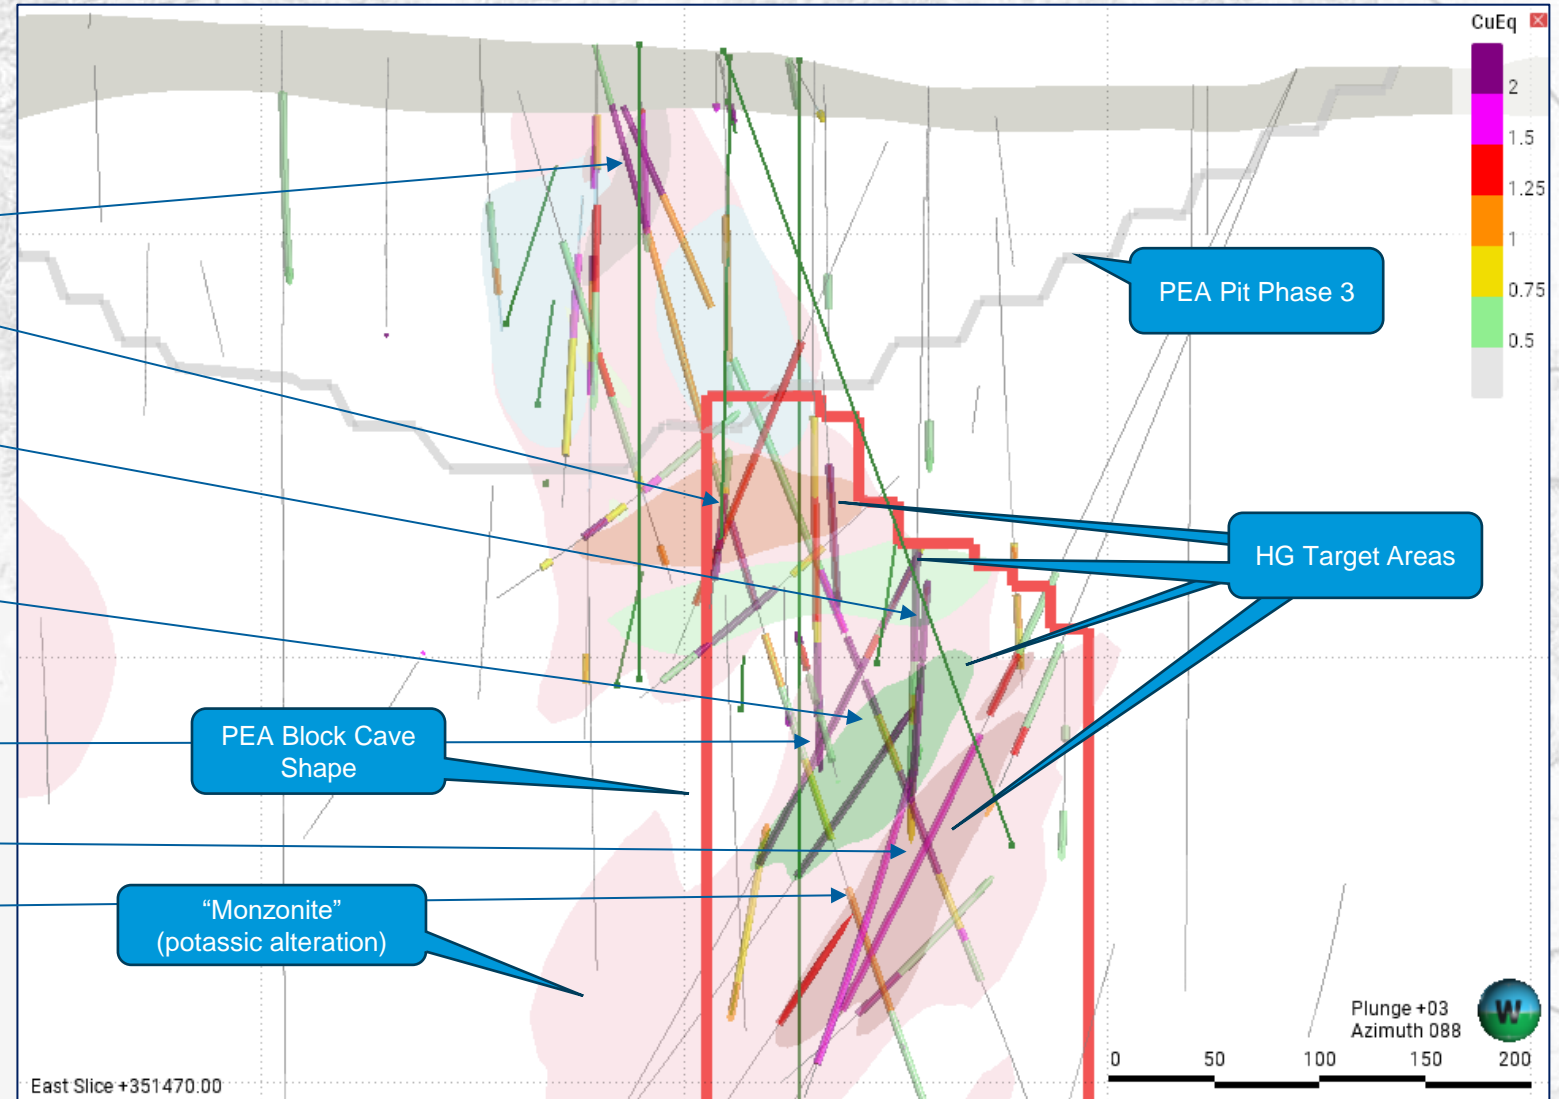 CuEq
2
1.5
1.25
1
0.75
0.5
PEA Pit Phase 3
HG Target Areas
PEA Block Cave
Shape
“Monzonite”
(potassic alteration)
Plunge +03
Azimuth 088
W
0 50 100 150 200
East Slice +351470.00